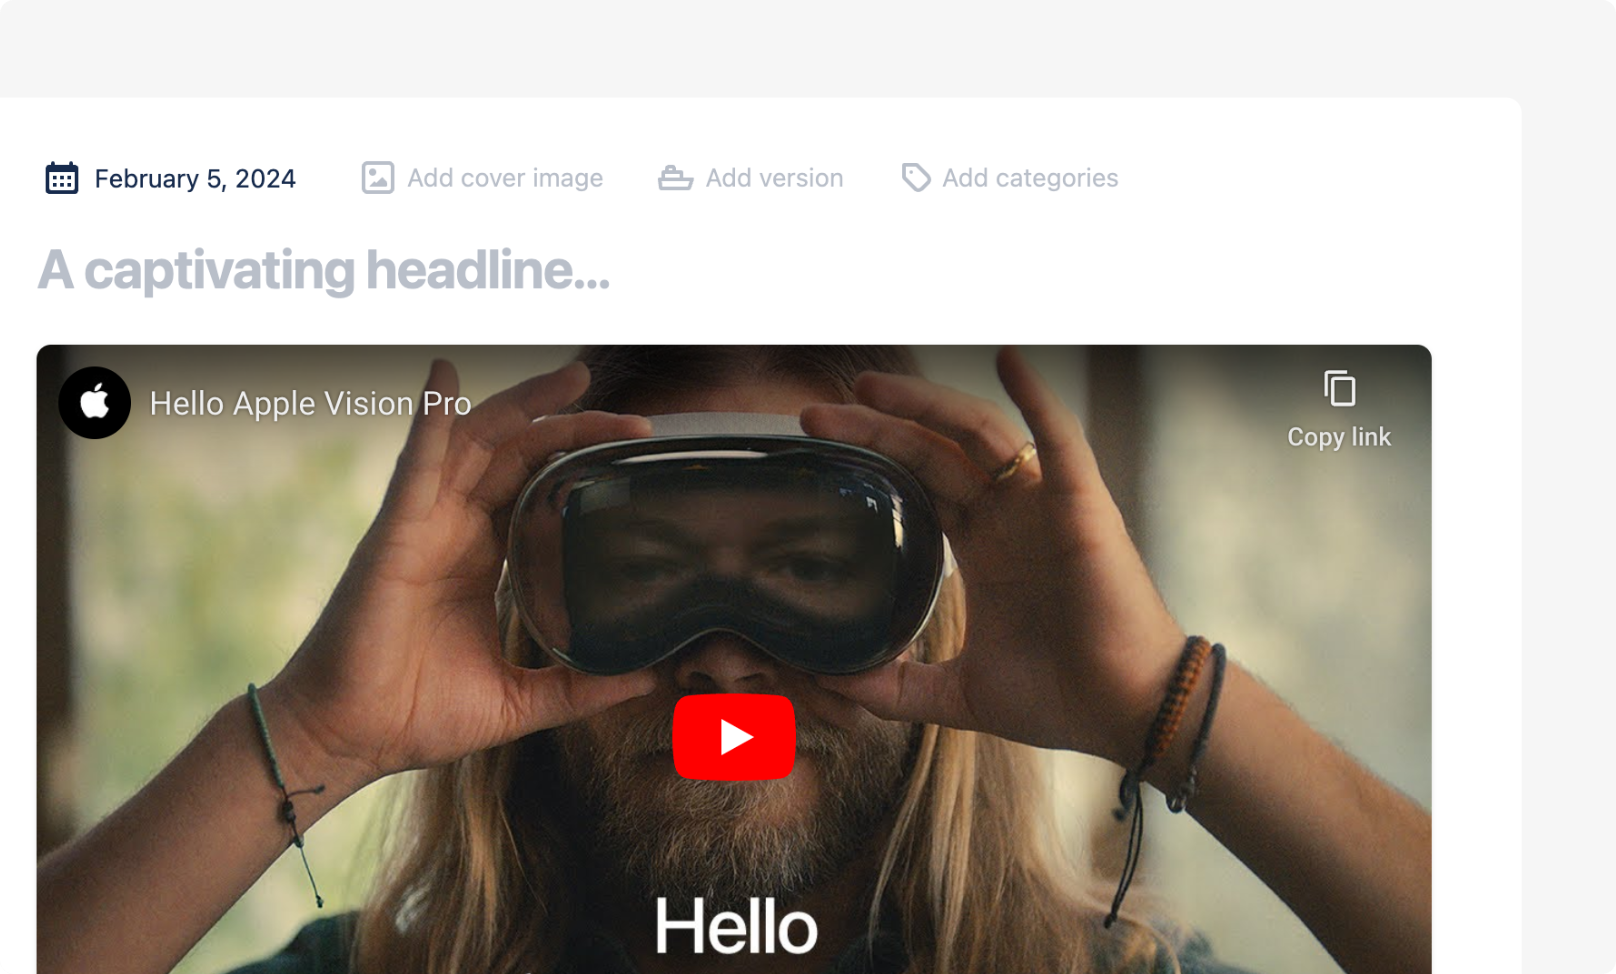 February 5, 2024
Add cover image
Add version
Add categories
A captivating headline...
Hello Apple Vision Pro
Copy link
Hello